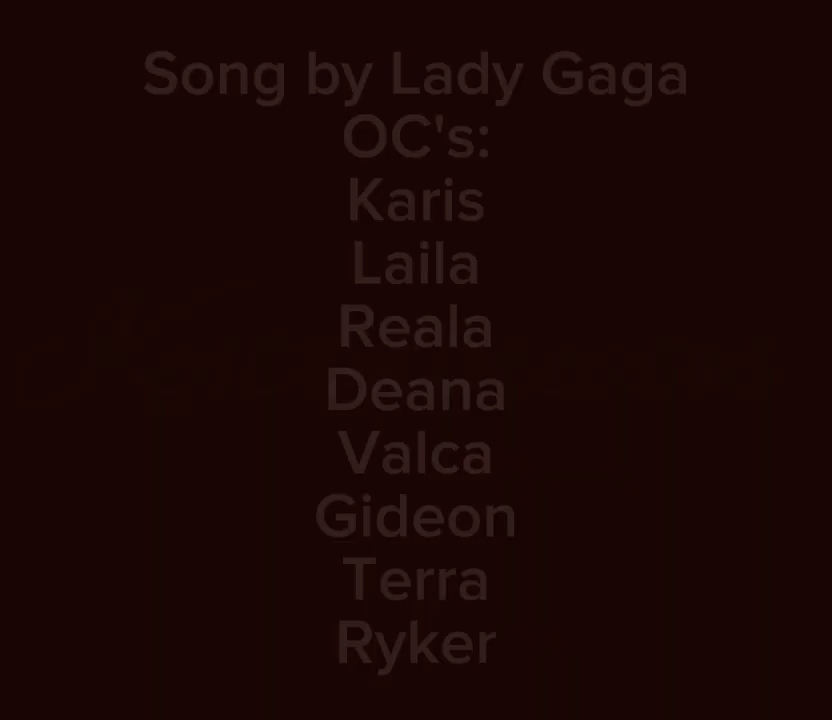 Song by Lady Gaga
OC's:
Karis
Laila
Reala
Deana
Valca
Gideon
Terra
Ryker